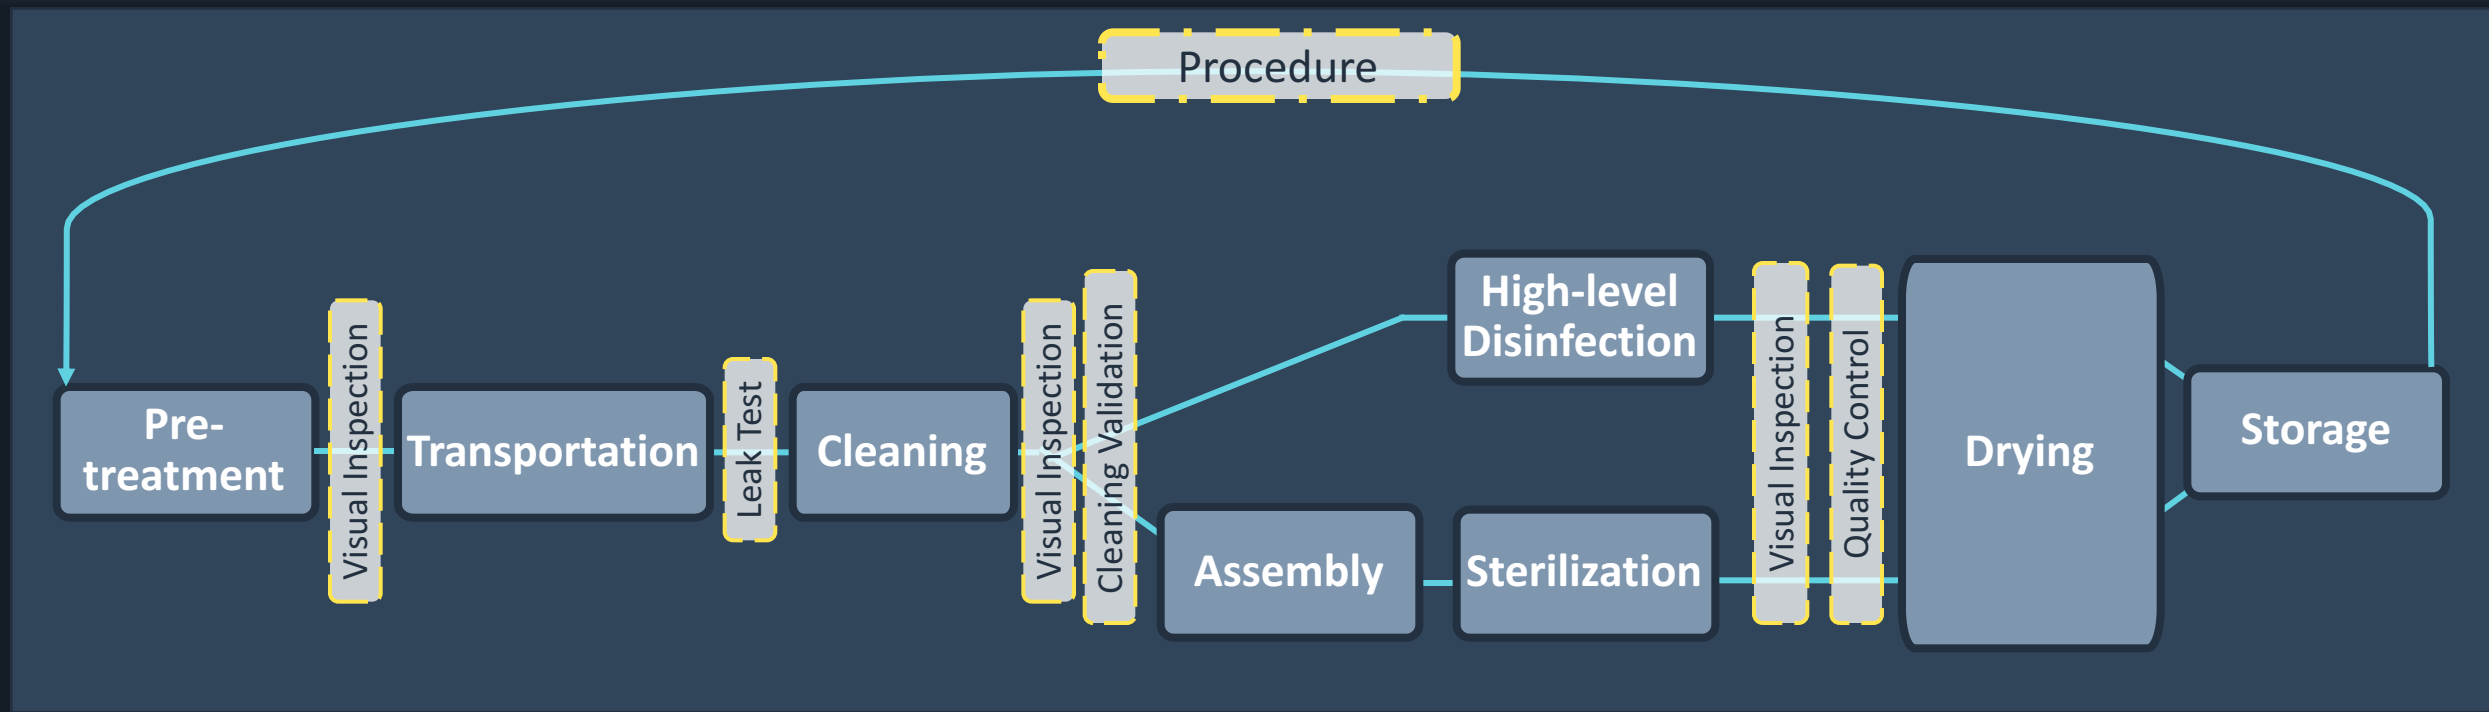 Procedure
Pre-
treatment
Visual Inspection
Transportation
Leak Test
Cleaning
Visual Inspection
Cleaning Validation
High-level
Disinfection
Assembly
Sterilization
Visual Inspection
Quality Control
Drying
Storage